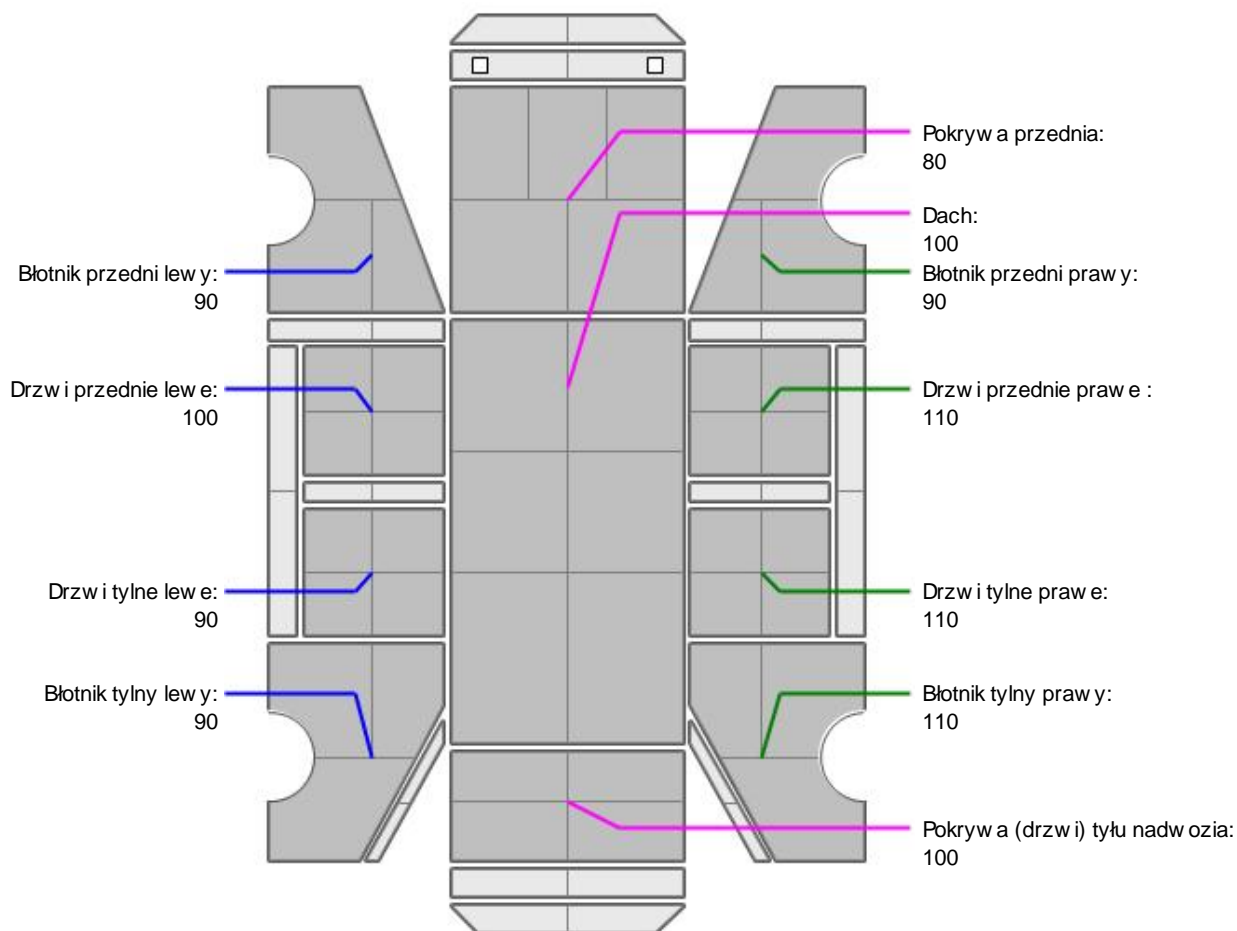 Pokrywa przednia:
80
Dach:
100
Błotnik przedni lewy:
90
Błotnik przedni prawy:
90
Drzwi przednie lewe:
100
Drzwi przednie prawe :
110
Drzwi tylne lewe:
90
Drzwi tylne prawe:
110
Błotnik tylny lewy:
90
Błotnik tylny prawy:
110
Pokrywa (drzwi) tyłu nadwozia:
100